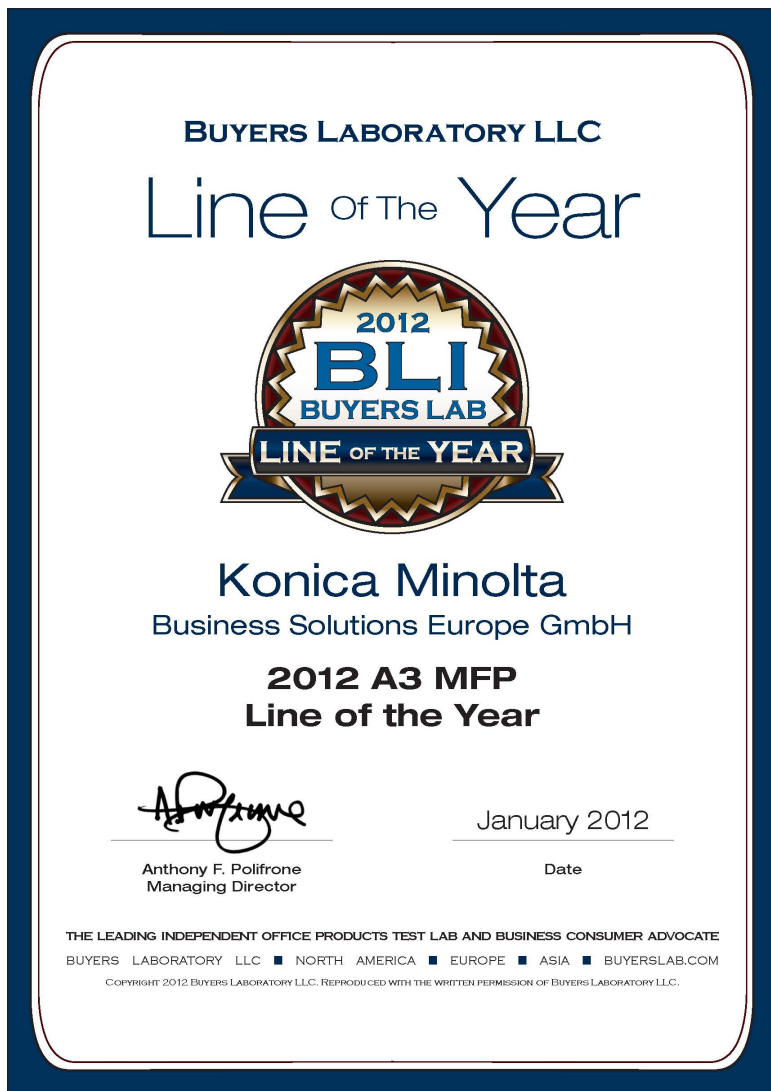 BUYERS LABORATORY LLC
Line Of The Year
2012
BLI
BUYERS LAB
LINE OF THE YEAR
Konica Minolta
Business Solutions Europe GmbH
2012 A3 MFP
Line of the Year
January 2012
Anthony F. Polifrone
Managing Director
Date
THE LEADING INDEPENDENT OFFICE PRODUCTS TEST LAB AND BUSINESS CONSUMER ADVOCATE
BUYERS LABORATORY LLC ■ NORTH AMERICA ■ EUROPE ■ ASIA ■ BUYERSLAB.COM
COPYRIGHT 2012 BUYERS LABORATORY LLC. REPRODUCED WITH THE WRITTEN PERMISSION OF BUYERS LABORATORY LLC.